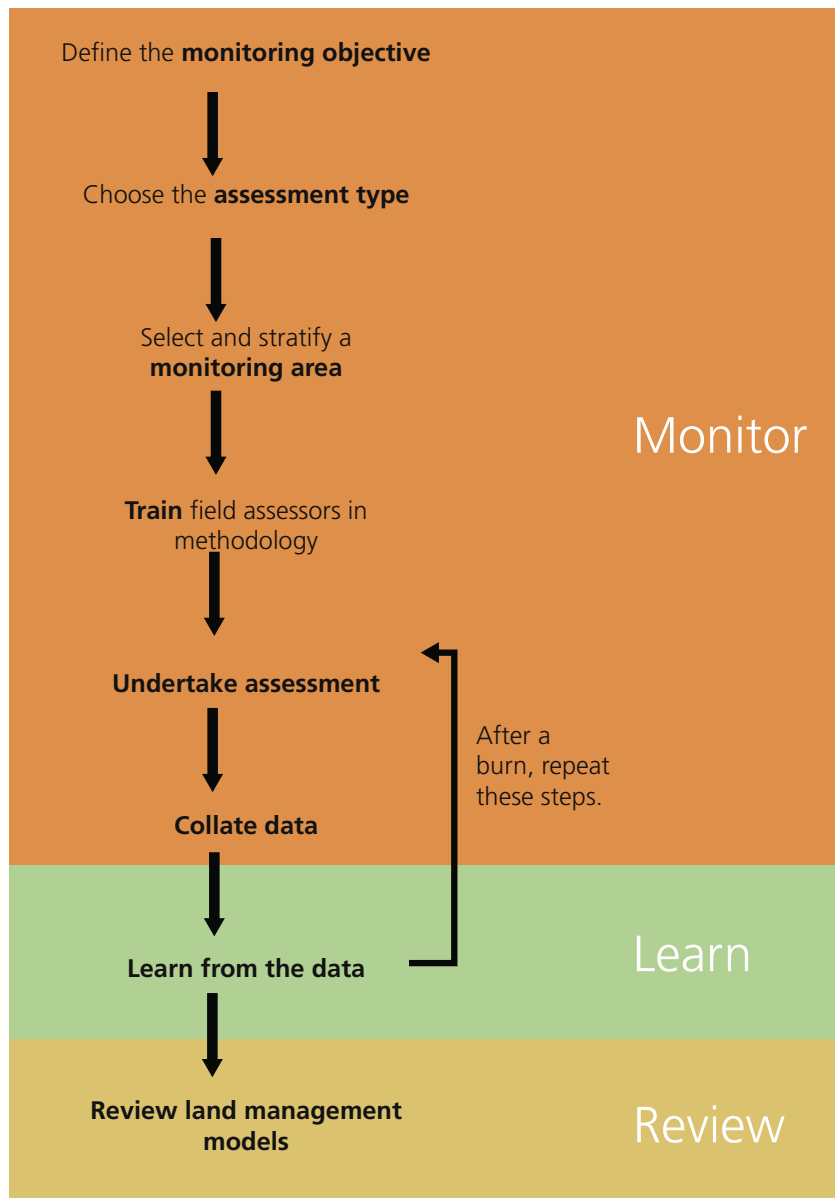 Define the monitoring objective
Choose the assessment type
Select and stratify a
monitoring area
Monitor
Train field assessors in
methodology
Undertake assessment
After a
burn, repeat
these steps.
Collate data
Learn from the data
Learn
Review land management
models
Review